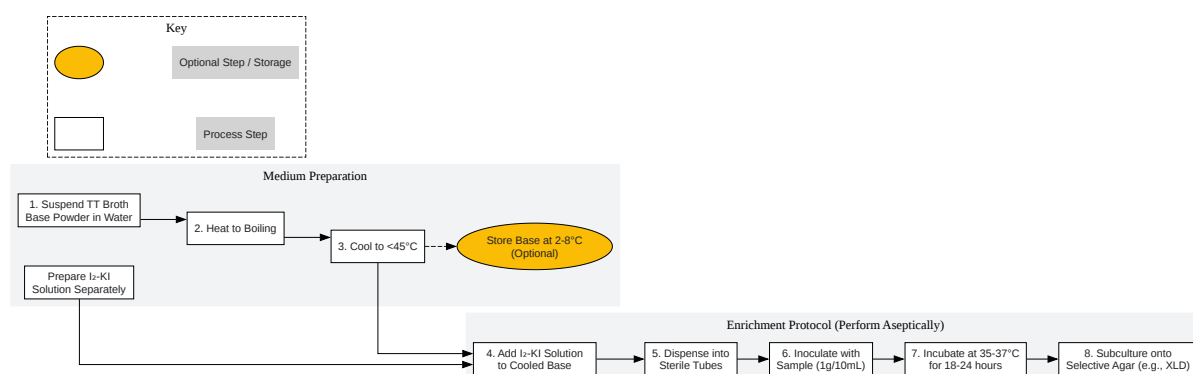 Key
Optional Step / Storage
Process Step
Medium Preparation
1. Suspend TT Broth
Base Powder in Water
2. Heat to Boiling
3. Cool to <45°C
Store Base at 2-8°C
(Optional)
Prepare I₂-KI
Solution Separately
Enrichment Protocol (Perform Aseptically)
4. Add I₂-KI Solution
to Cooled Base
5. Dispense into
Sterile Tubes
6. Inoculate with
Sample (1g/10mL)
7. Incubate at 35-37°C
for 18-24 hours
8. Subculture onto
Selective Agar (e.g., XLD)